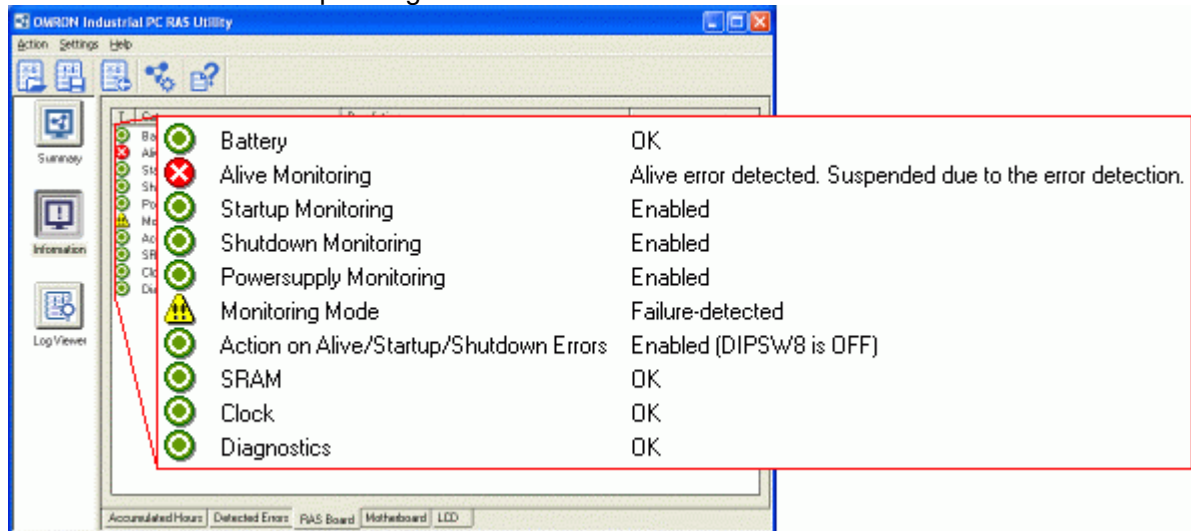 OMRON Industrial PC RAS Utility
Action Settings Help
Summary
Information
Log Viewer
Battery OK
Alive Monitoring Alive error detected. Suspended due to the error detection.
Startup Monitoring Enabled
Shutdown Monitoring Enabled
Powersupply Monitoring Enabled
Monitoring Mode Failure-detected
Action on Alive/Startup/Shutdown Errors Enabled (DIPSW8 is OFF)
SRAM OK
Clock OK
Diagnostics OK
Accumulated Hours Detected Errors RAS Board Motherboard LCD